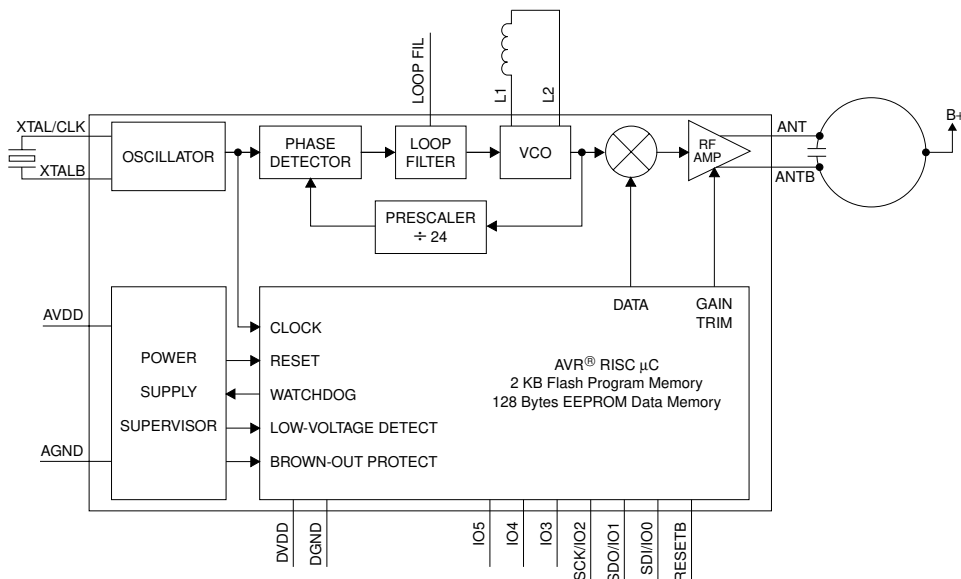 LOOP FIL
L1
L2
XTAL/CLK
XTALB
OSCILLATOR
PHASE
DETECTOR
LOOP
FILTER
VCO
RF
AMP
ANT
ANTB
B+
PRESCALER
÷ 24
DATA
GAIN
TRIM
AVDD
AGND
POWER
SUPPLY
SUPERVISOR
CLOCK
RESET
WATCHDOG
LOW-VOLTAGE DETECT
BROWN-OUT PROTECT
AVR® RISC µC
2 KB Flash Program Memory
128 Bytes EEPROM Data Memory
DVDD
DGND
IO5
IO4
IO3
SCK/IO2
SDO/IO1
SDI/IO0
RESETB